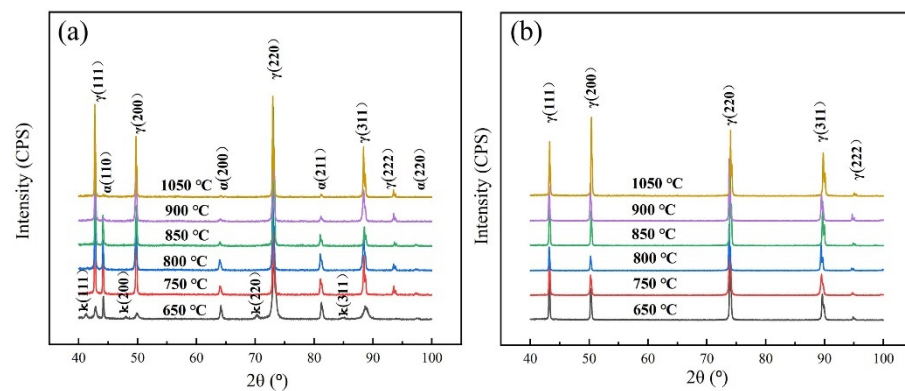 (a)
γ(111)
α(110)
γ(200)
α(200)
γ(220)
α(211)
γ(311)
γ(222)
α(220)
1050 ℃
900 ℃
850 ℃
800 ℃
750 ℃
650 ℃
k(111)
k(200)
k(220)
k(311)
Intensity (CPS)
40 50 60 70 80 90 100
2θ (º)
(b)
γ(111)
γ(200)
γ(220)
γ(311)
γ(222)
1050 ℃
900 ℃
850 ℃
800 ℃
750 ℃
650 ℃
Intensity (CPS)
40 50 60 70 80 90 100
2θ (º)